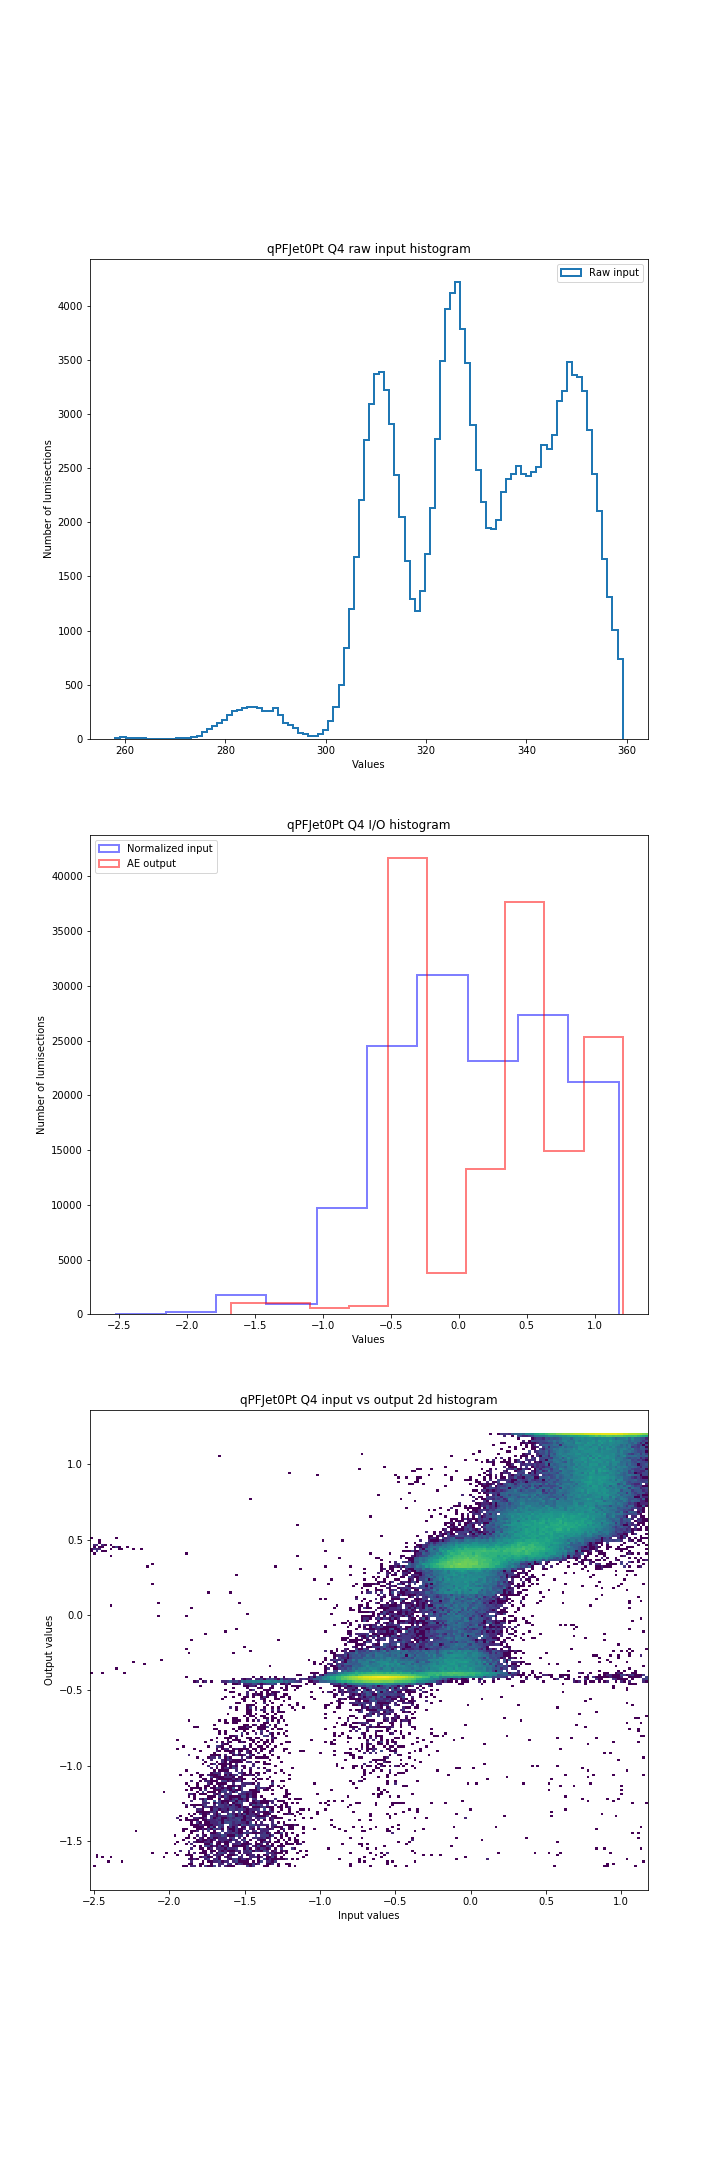 qPFJet0Pt Q4 raw input histogram
Raw input
4000
3500
3000
2500
2000
1500
1000
500
0
Number of lumisections
260 280 300 320 340 360
Values
qPFJet0Pt Q4 I/O histogram
Normalized input
AE output
40000
35000
30000
25000
20000
15000
10000
5000
0
Number of lumisections
−2.5 −2.0 −1.5 −1.0 −0.5 0.0 0.5 1.0
Values
qPFJet0Pt Q4 input vs output 2d histogram
1.0
0.5
0.0
−0.5
−1.0
−1.5
Output values
−2.5 −2.0 −1.5 −1.0 −0.5 0.0 0.5 1.0
Input values